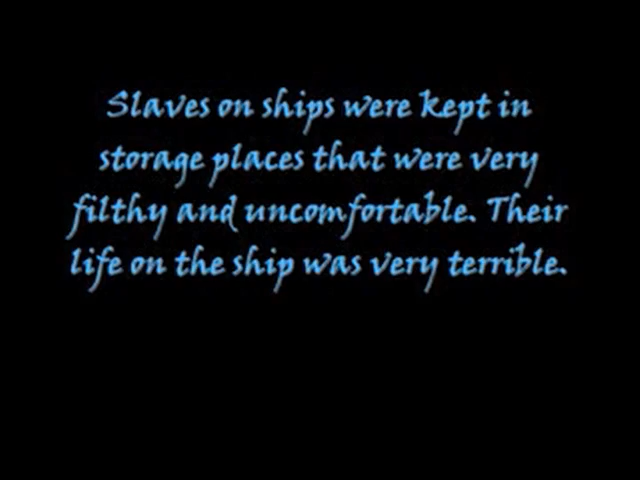 Slaves on ships were kept in
storage places that were very
filthy and uncomfortable. Their
life on the ship was very terrible.